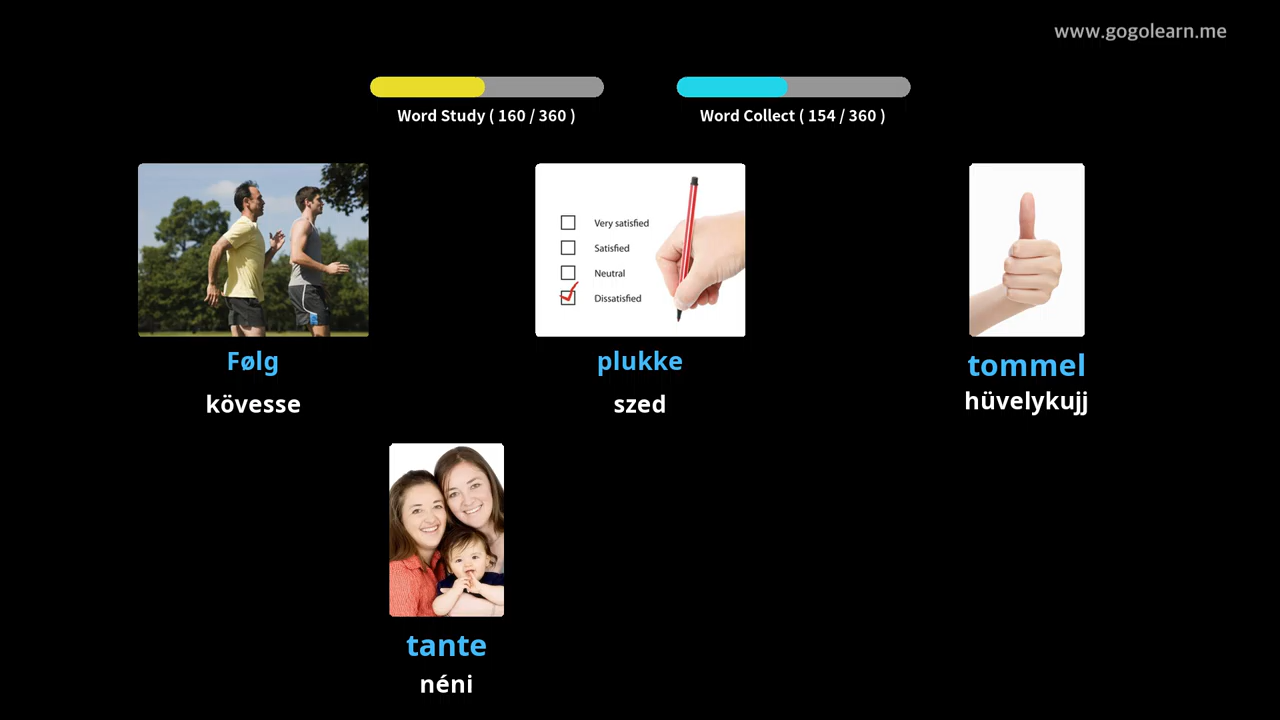 www.gogolearn.me
Word Study ( 160 / 360 )
Word Collect ( 154 / 360 )
Very satisfied
Satisfied
Neutral
Dissatisfied
Følg
plukke
tommel
kövesse
szed
hüvelykujj
tante
néni